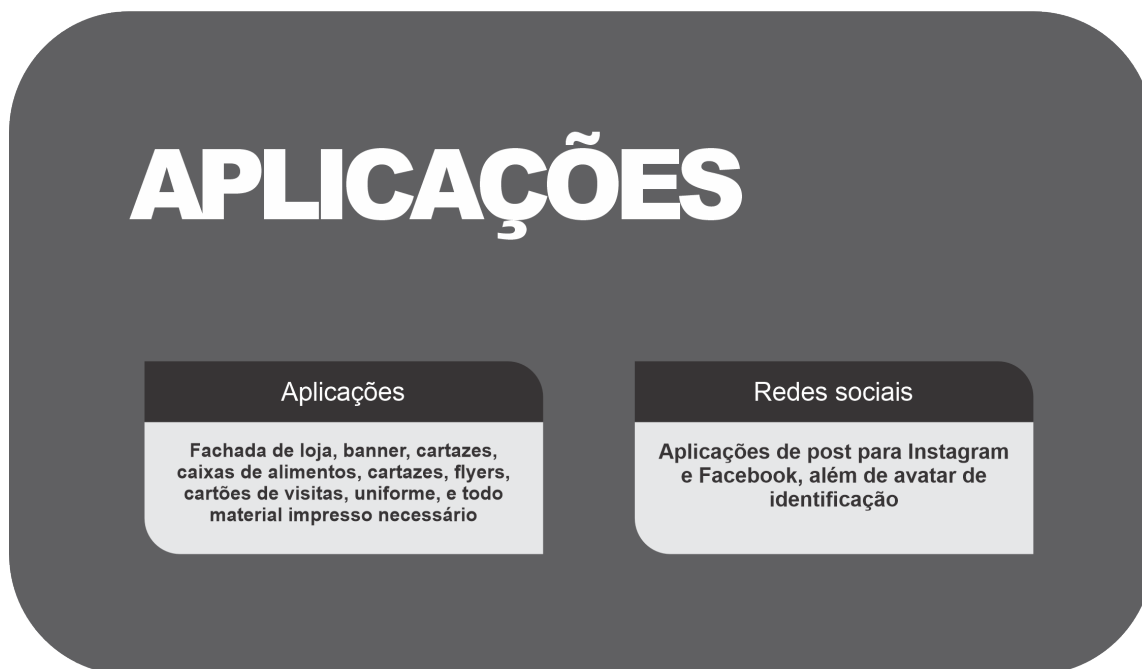 APLICAÇÕES
Aplicações
Fachada de loja, banner, cartazes,
caixas de alimentos, cartazes, flyers,
cartões de visitas, uniforme, e todo
material impresso necessário
Redes sociais
Aplicações de post para Instagram
e Facebook, além de avatar de
identificação